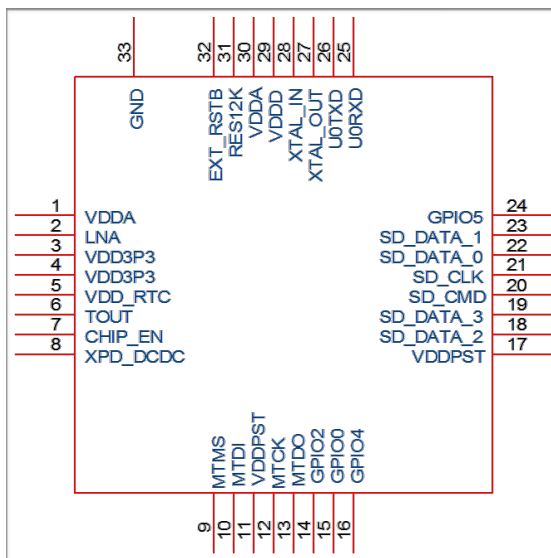 33
32
31
30
29
28
27
26
25
GND
EXT_RSTB
RES12K
VDDA
VDDD
XTAL_IN
XTAL_OUT
U0TXD
U0RXD
1 VDDA
2 LNA
3 VDD3P3
4 VDD3P3
5 VDD_RTC
6 TOUT
7 CHIP_EN
8 XPD_DCDC
GPIO5 24
SD_DATA_1 23
SD_DATA_0 22
SD_CLK 21
SD_CMD 20
SD_DATA_3 19
SD_DATA_2 18
VDDPST 17
MTMS
MTDI
VDDPST
MTCK
MTDO
GPIO2
GPIO0
GPIO4
9
10
11
12
13
14
15
16